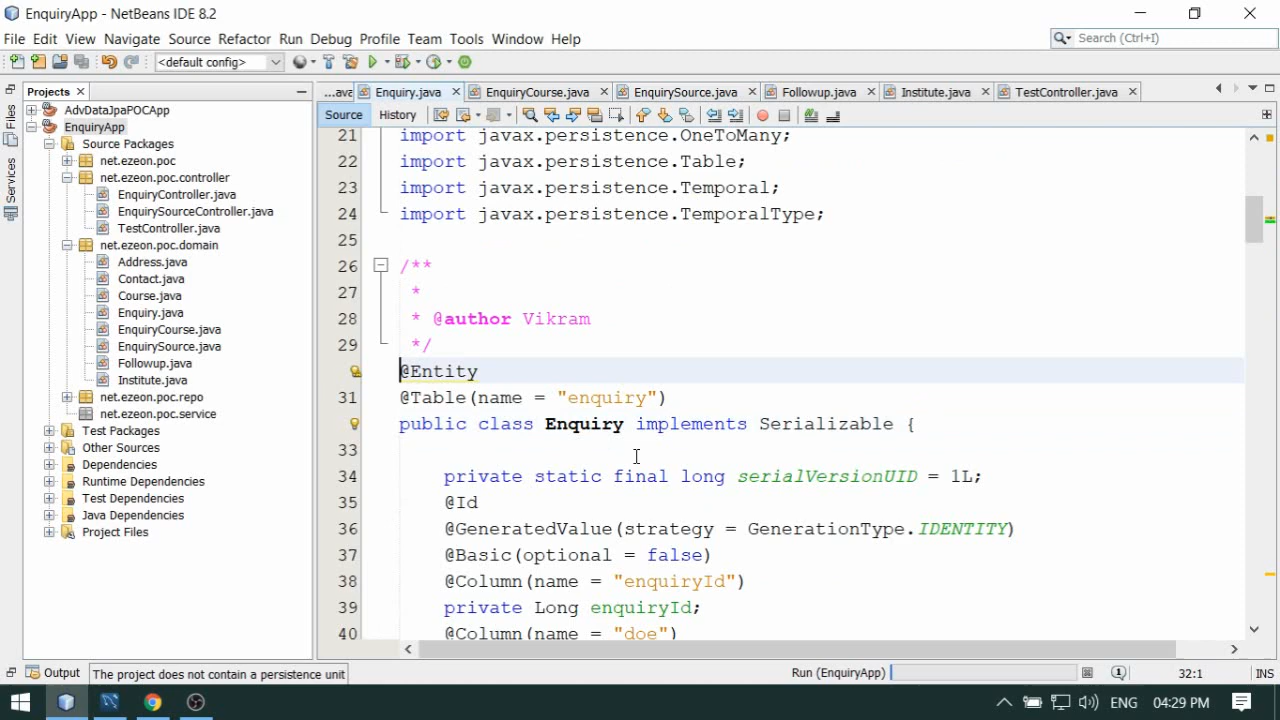 EnquiryApp - NetBeans IDE 8.2
File Edit View Navigate Source Refactor Run Debug Profile Team Tools Window Help
Search (Ctrl+I)
<default config>
Files
Services
Projects
AdvDataJpaPOCApp
EnquiryApp
Source Packages
net.ezeon.poc
net.ezeon.poc.controller
EnquiryController.java
EnquirySourceController.java
TestController.java
net.ezeon.poc.domain
Address.java
Contact.java
Course.java
Enquiry.java
EnquiryCourse.java
EnquirySource.java
Followup.java
Institute.java
net.ezeon.poc.repo
net.ezeon.poc.service
Test Packages
Other Sources
Dependencies
Runtime Dependencies
Test Dependencies
Java Dependencies
Project Files
...ava Enquiry.java EnquiryCourse.java EnquirySource.java Followup.java Institute.java TestController.java
Source History
21 import javax.persistence.OneToMany;
22 import javax.persistence.Table;
23 import javax.persistence.Temporal;
24 import javax.persistence.TemporalType;
25
26 /**
27 *
28 * @author Vikram
29 */
@Entity
31 @Table(name = "enquiry")
public class Enquiry implements Serializable {
33
34 private static final long serialVersionUID = 1L;
35 @Id
36 @GeneratedValue(strategy = GenerationType.IDENTITY)
37 @Basic(optional = false)
38 @Column(name = "enquiryId")
39 private Long enquiryId;
40 @Column(name = "doe")
Output
The project does not contain a persistence unit
Run (EnquiryApp)
1
32:1
INS
ENG
04:29 PM